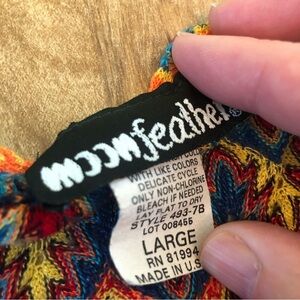 moonfeather
WITH LIKE COLORS
DELICATE CYCLE
ONLY NON-CHLORINE
BLEACH IF NEEDED
LAY FLAT TO DRY
STYLE 493-7B
LOT 008466
LARGE
RN 81994
MADE IN U.S